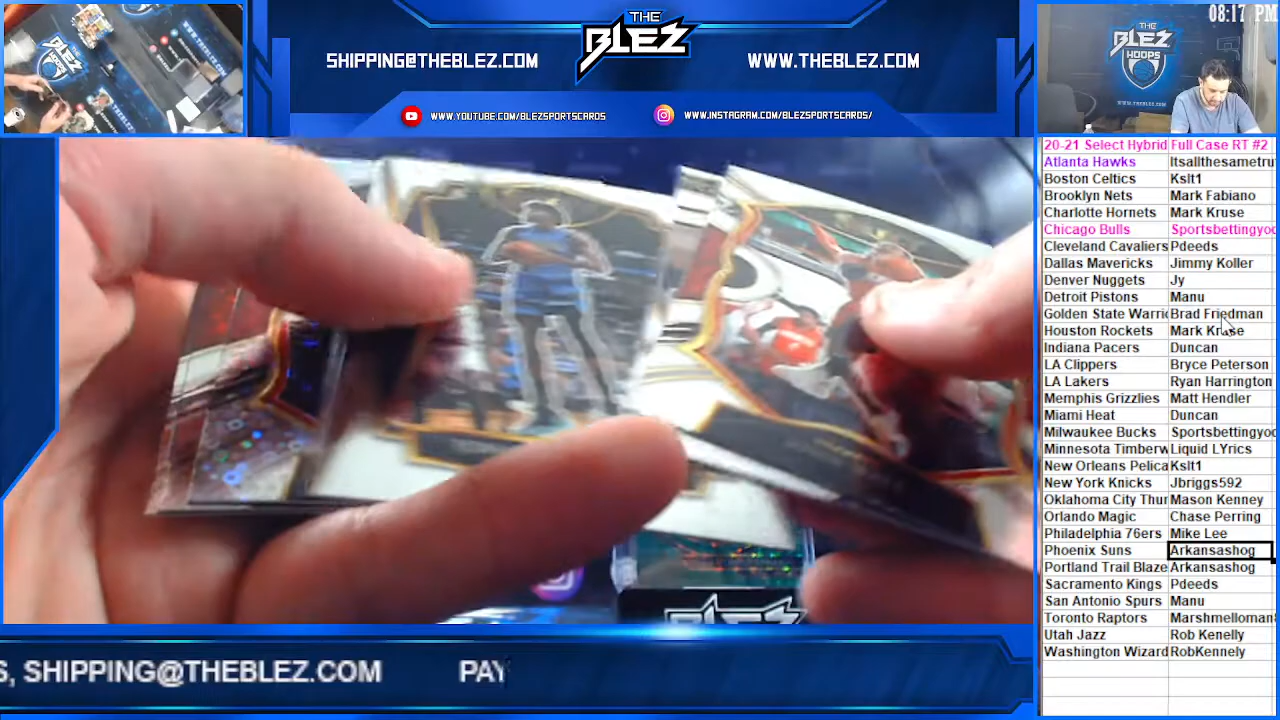 08:17 PM
THE
BLEZ
SHIPPING@THEBLEZ.COM
WWW.THEBLEZ.COM
WWW.YOUTUBE.COM/BLEZSPORTSCARDS
WWW.INSTAGRAM.COM/BLEZSPORTSCARDS/
THE
BLEZ
HOOPS
20-21 Select Hybrid Full Case RT #2
Atlanta Hawks Itsallthesametru
Boston Celtics Kslt1
Brooklyn Nets Mark Fabiano
Charlotte Hornets Mark Kruse
Chicago Bulls Sportsbettingyoc
Cleveland Cavaliers Pdeeds
Dallas Mavericks Jimmy Koller
Denver Nuggets Jy
Detroit Pistons Manu
Golden State Warric Brad Friedman
Houston Rockets Mark Kruse
Indiana Pacers Duncan
LA Clippers Bryce Peterson
LA Lakers Ryan Harrington
Memphis Grizzlies Matt Hendler
Miami Heat Duncan
Milwaukee Bucks Sportsbettingyoc
Minnesota Timberw Liquid LYrics
New Orleans Pelica Kslt1
New York Knicks Jbriggs592
Oklahoma City Thur Mason Kenney
Orlando Magic Chase Perring
Philadelphia 76ers Mike Lee
Phoenix Suns Arkansashog
Portland Trail Blaze Arkansashog
Sacramento Kings Pdeeds
San Antonio Spurs Manu
Toronto Raptors Marshmelloman
Utah Jazz Rob Kenelly
Washington Wizard RobKennely
THE
S, SHIPPING@THEBLEZ.COM PAY